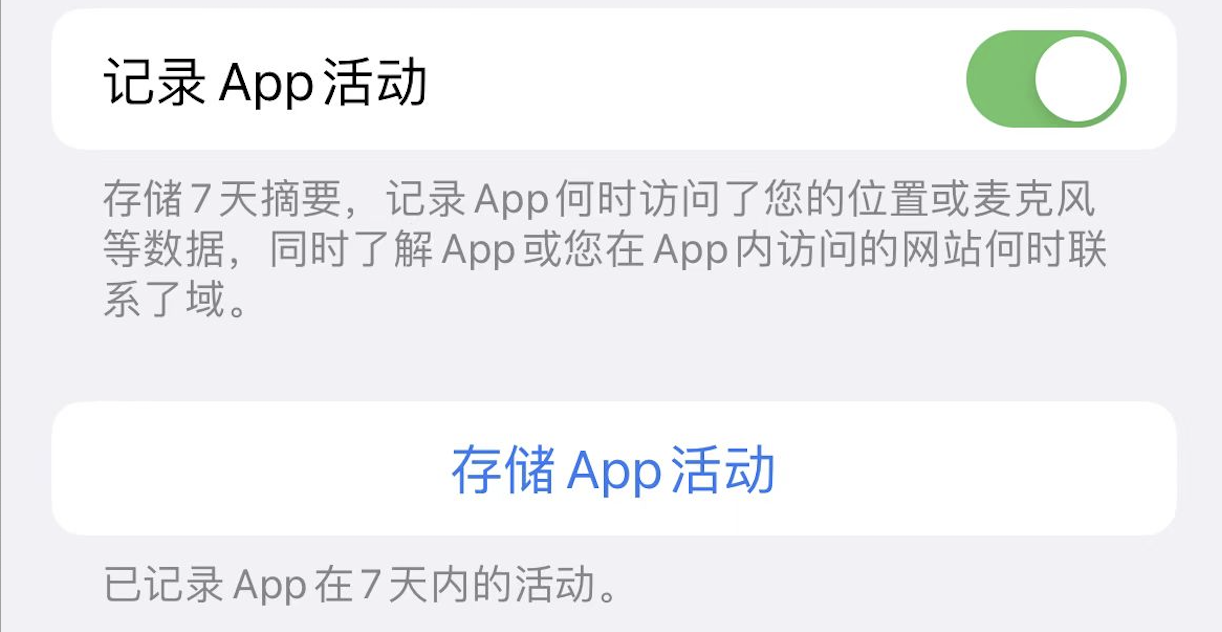 记录 App 活动
存储 7 天摘要，记录 App 何时访问了您的位置或麦克风
等数据，同时了解 App 或您在 App 内访问的网站何时联
系了域。
存储 App 活动
已记录 App 在 7 天内的活动。